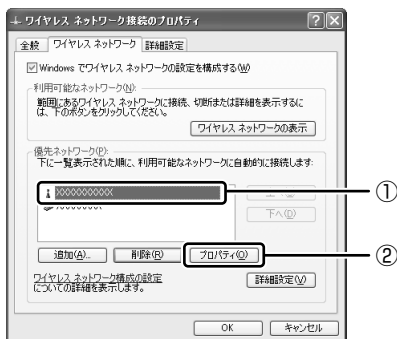 ワイヤレス ネットワーク接続のプロパティ
全般 ワイヤレス ネットワーク 詳細設定
Windows でワイヤレス ネットワークの設定を構成する(W)
利用可能なネットワーク(N):
範囲にあるワイヤレス ネットワークに接続、切断または詳細を表示するに
は、下のボタンをクリックしてください。
ワイヤレス ネットワークの表示
優先ネットワーク(P):
下に一覧表示された順に、利用可能なネットワークに自動的に接続します:
XXXXXXXXXX
①
下へ(D)
追加(A)... 削除(R) プロパティ(O)
②
ワイヤレス ネットワーク構成の設定
についての詳細を表示します。
詳細設定(V)
OK キャンセル